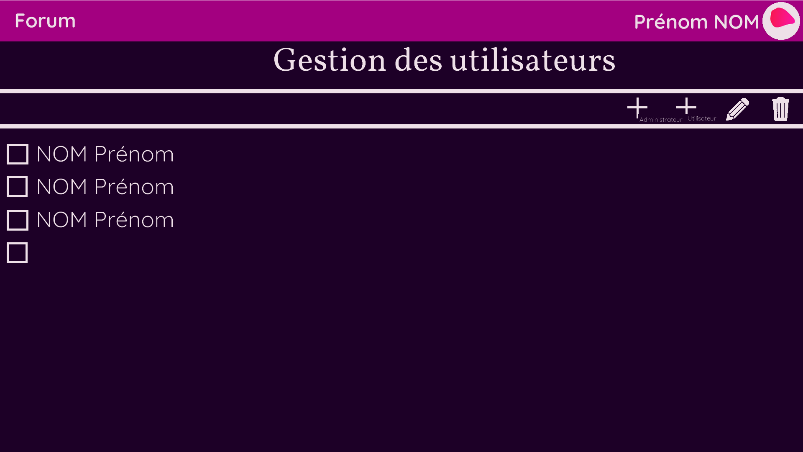 Forum
Prénom NOM
Gestion des utilisateurs
Administrateur
Utilisateur
NOM Prénom
NOM Prénom
NOM Prénom